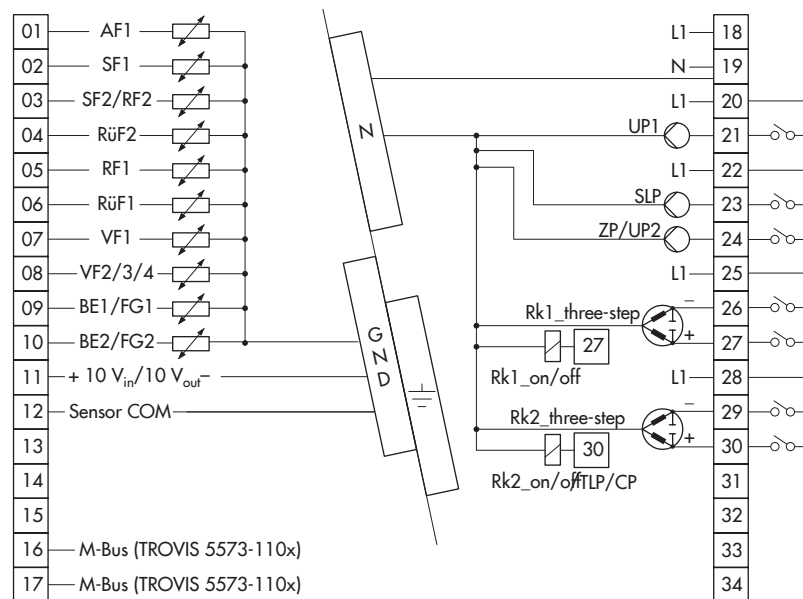 01 AF1
02 SF1
03 SF2/RF2
04 RüF2
05 RF1
06 RüF1
07 VF1
08 VF2/3/4
09 BE1/FG1
10 BE2/FG2
11 + 10 Vin/10 Vout–
12 Sensor COM
13
14
15
16 M-Bus (TROVIS 5573-110x)
17 M-Bus (TROVIS 5573-110x)
N
GND
L1 18
N 19
L1 20
UP1 21
L1 22
SLP 23
ZP/UP2 24
L1 25
Rk1_three-step – 26
+ 27
27
Rk1_on/off
L1 28
Rk2_three-step – 29
+ 30
30
Rk2_on/off/TLP/CP
31
32
33
34